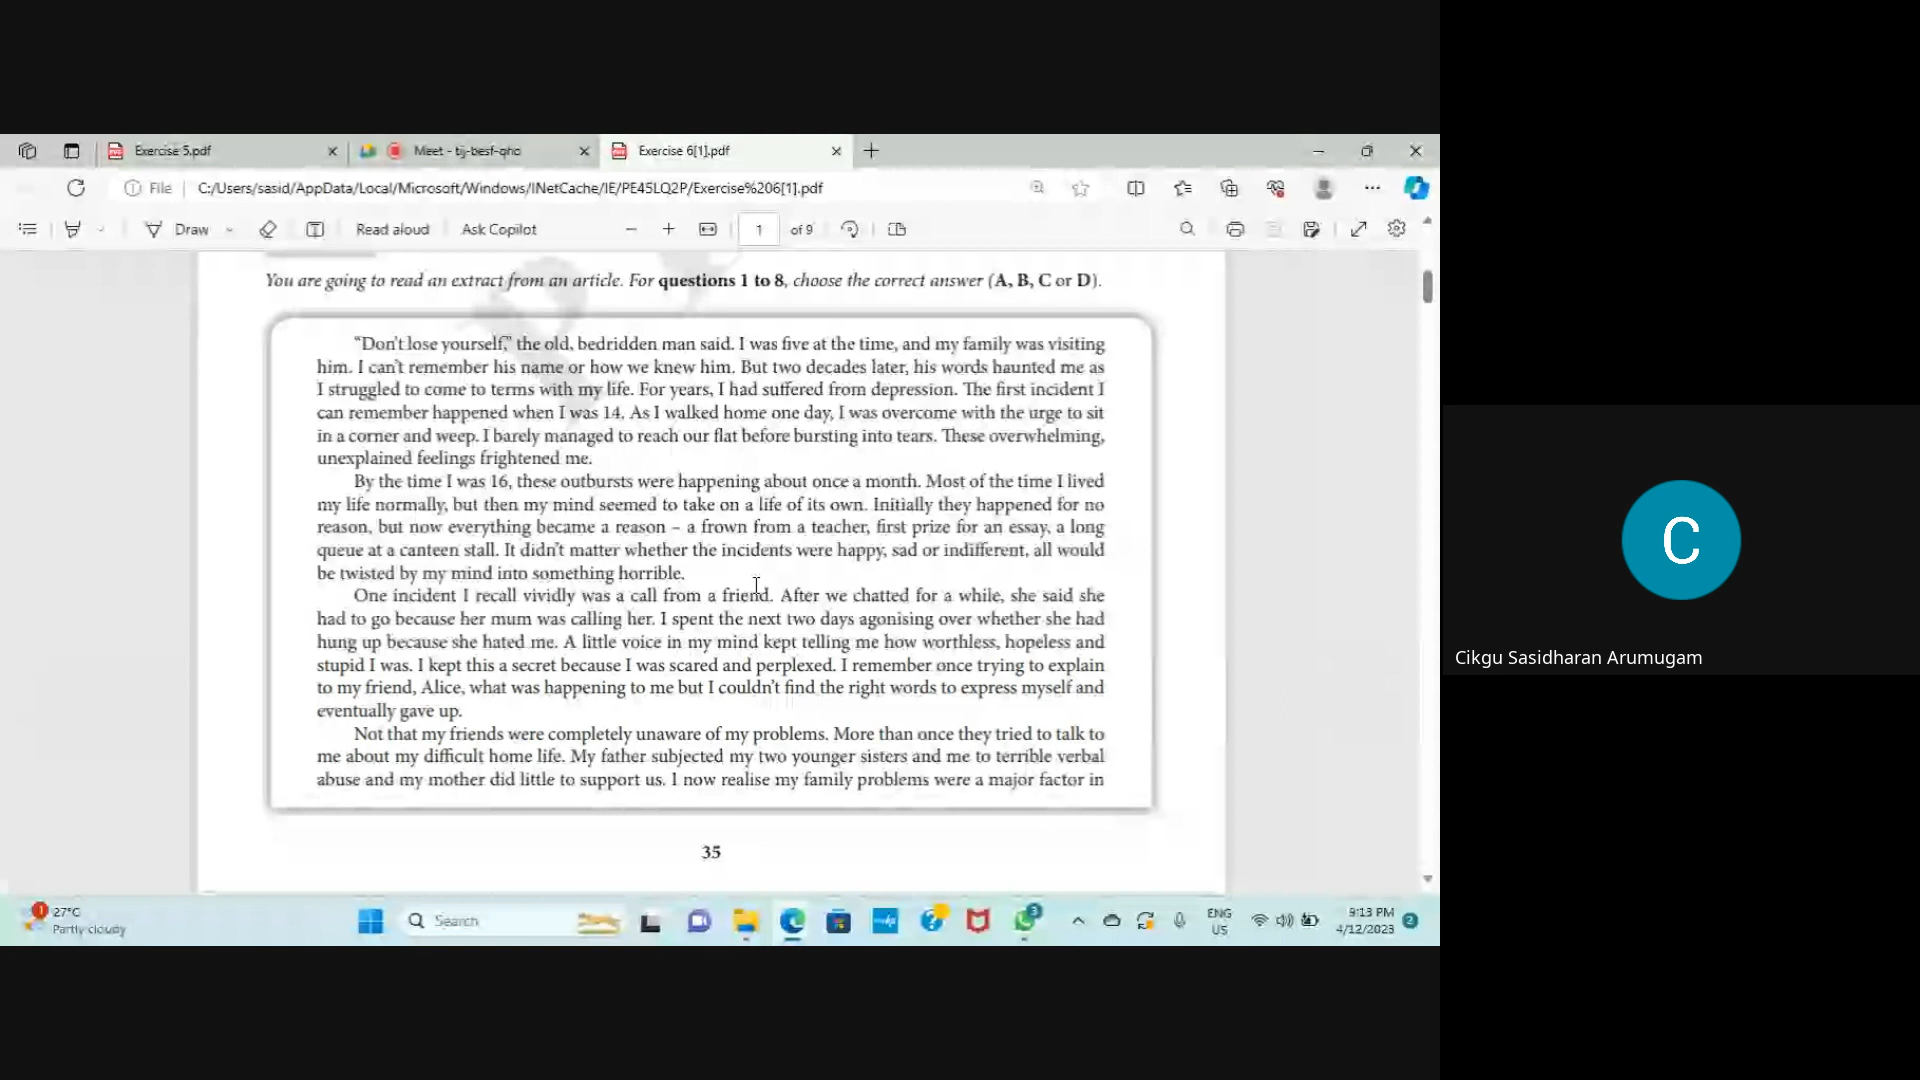 Exercise 5.pdf
Meet - tij-besf-qho
Exercise 6[1].pdf
File
C:/Users/sasid/AppData/Local/Microsoft/Windows/INetCache/IE/PE45LQ2P/Exercise%206[1].pdf
Draw
Read aloud
Ask Copilot
1
of 9
You are going to read an extract from an article. For questions 1 to 8, choose the correct answer (A, B, C or D).
“Don’t lose yourself,” the old, bedridden man said. I was five at the time, and my family was visiting
him. I can’t remember his name or how we knew him. But two decades later, his words haunted me as
I struggled to come to terms with my life. For years, I had suffered from depression. The first incident I
can remember happened when I was 14. As I walked home one day, I was overcome with the urge to sit
in a corner and weep. I barely managed to reach our flat before bursting into tears. These overwhelming,
unexplained feelings frightened me.
By the time I was 16, these outbursts were happening about once a month. Most of the time I lived
my life normally, but then my mind seemed to take on a life of its own. Initially they happened for no
reason, but now everything became a reason – a frown from a teacher, first prize for an essay, a long
queue at a canteen stall. It didn’t matter whether the incidents were happy, sad or indifferent, all would
be twisted by my mind into something horrible.
One incident I recall vividly was a call from a friend. After we chatted for a while, she said she
had to go because her mum was calling her. I spent the next two days agonising over whether she had
hung up because she hated me. A little voice in my mind kept telling me how worthless, hopeless and
stupid I was. I kept this a secret because I was scared and perplexed. I remember once trying to explain
to my friend, Alice, what was happening to me but I couldn’t find the right words to express myself and
eventually gave up.
Not that my friends were completely unaware of my problems. More than once they tried to talk to
me about my difficult home life. My father subjected my two younger sisters and me to terrible verbal
abuse and my mother did little to support us. I now realise my family problems were a major factor in
35
C
Cikgu Sasidharan Arumugam
1
27°C
Partly cloudy
Search
3
ENG
US
9:13 PM
4/12/2023
2